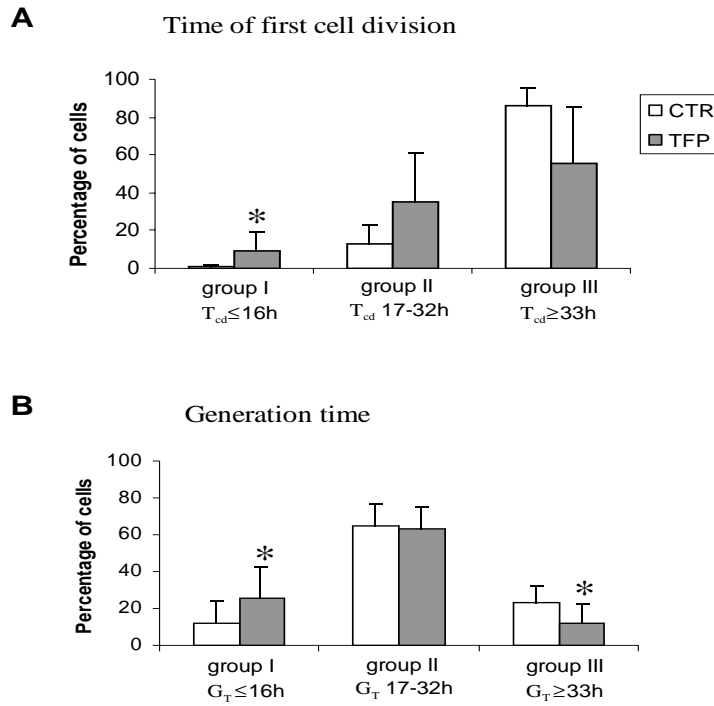 A
Time of first cell division
100
80
60
40
20
0
Percentage of cells
*
CTR
TFP
group I
group II
group III
Tcd≤16h
Tcd 17-32h
Tcd≥33h
B
Generation time
100
80
60
40
20
0
Percentage of cells
*
*
group I
group II
group III
GT≤16h
GT 17-32h
GT≥33h